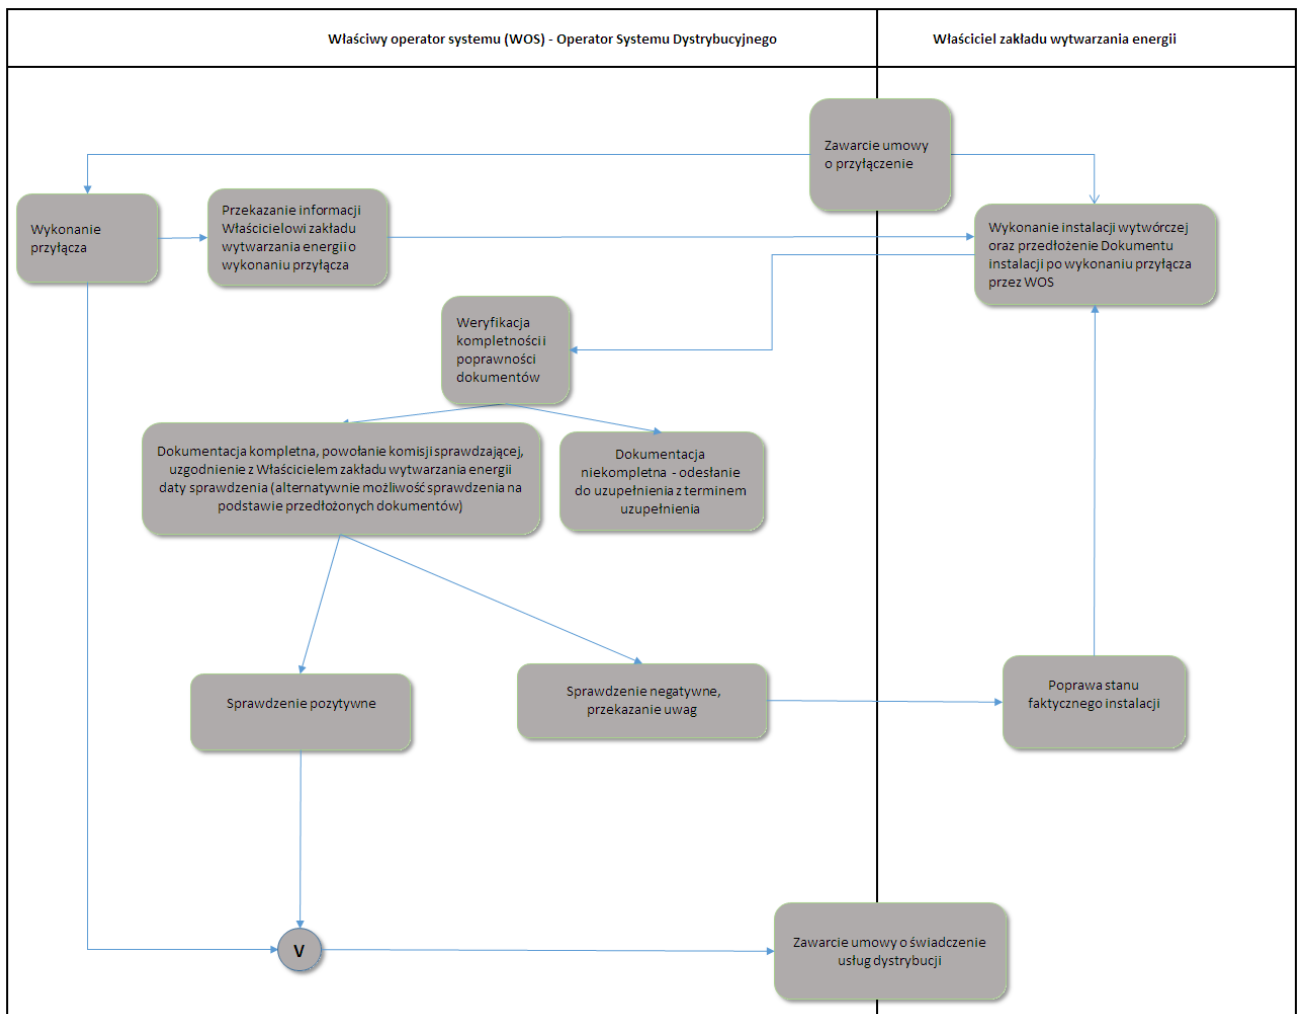 Właściwy operator systemu (WOS) - Operator Systemu Dystrybucyjnego
Właściciel zakładu wytwarzania energii
Zawarcie umowy
o przyłączenie
Wykonanie
przyłącza
Przekazanie informacji
Właścicielowi zakładu
wytwarzania energii o
wykonaniu przyłącza
Wykonanie instalacji wytwórczej
oraz przedłożenie Dokumentu
instalacji po wykonaniu przyłącza
przez WOS
Weryfikacja
kompletności i
poprawności
dokumentów
Dokumentacja kompletna, powołanie komisji sprawdzającej,
uzgodnienie z Właścicielem zakładu wytwarzania energii
daty sprawdzenia (alternatywnie możliwość sprawdzenia na
podstawie przedłożonych dokumentów)
Dokumentacja
niekompletna - odesłanie
do uzupełnienia z terminem
uzupełnienia
Sprawdzenie pozytywne
Sprawdzenie negatywne,
przekazanie uwag
Poprawa stanu
faktycznego instalacji
V
Zawarcie umowy o świadczenie
usług dystrybucji